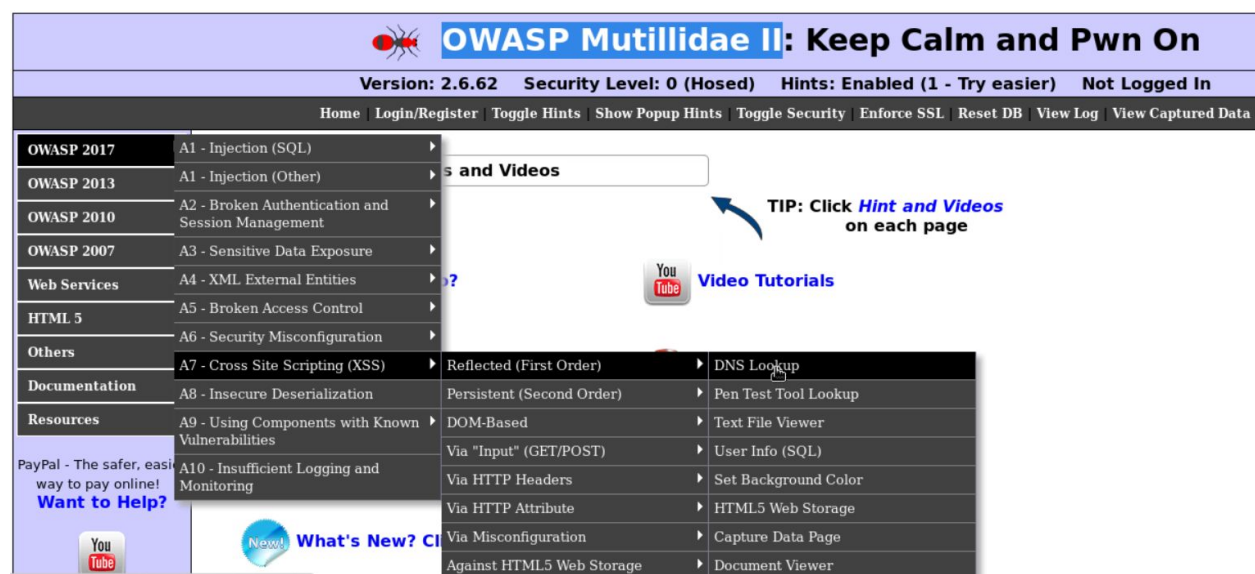 OWASP Mutillidae II: Keep Calm and Pwn On
Version: 2.6.62 Security Level: 0 (Hosed) Hints: Enabled (1 - Try easier) Not Logged In
Home | Login/Register | Toggle Hints | Show Popup Hints | Toggle Security | Enforce SSL | Reset DB | View Log | View Captured Data
OWASP 2017
OWASP 2013
OWASP 2010
OWASP 2007
Web Services
HTML 5
Others
Documentation
Resources
PayPal - The safer,
way to pay online!
Want to Help?
You
Tube
A1 - Injection (SQL)
A1 - Injection (Other)
A2 - Broken Authentication and
Session Management
A3 - Sensitive Data Exposure
A4 - XML External Entities
A5 - Broken Access Control
A6 - Security Misconfiguration
A7 - Cross Site Scripting (XSS)
A8 - Insecure Deserialization
A9 - Using Components with Known
Vulnerabilities
A10 - Insufficient Logging and
Monitoring
Reflected (First Order)
Persistent (Second Order)
DOM-Based
Via "Input" (GET/POST)
Via HTTP Headers
Via HTTP Attribute
Via Misconfiguration
Against HTML5 Web Storage
DNS Lookup
Pen Test Tool Lookup
Text File Viewer
User Info (SQL)
Set Background Color
HTML5 Web Storage
Capture Data Page
Document Viewer
s and Videos
TIP: Click Hint and Videos
on each page
?
You
Tube
Video Tutorials
New!
What's New?